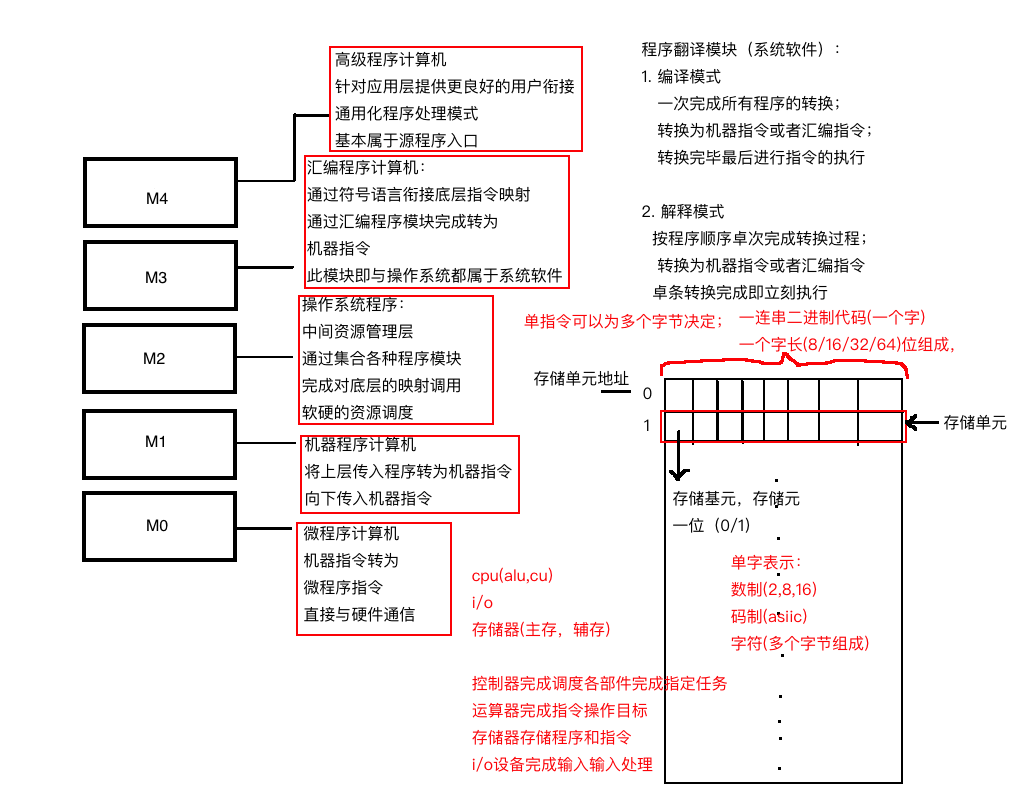 高级程序计算机
针对应用层提供更良好的用户衔接
通用化程序处理模式
基本属于源程序入口
M4
汇编程序计算机：
通过符号语言衔接底层指令映射
通过汇编程序模块完成转为
机器指令
此模块即与操作系统都属于系统软件
M3
操作系统程序：
中间资源管理层
通过集合各种程序模块
完成对底层的映射调用
软硬的资源调度
M2
机器程序计算机
将上层传入程序转为机器指令
向下传入机器指令
M1
微程序计算机
机器指令转为
微程序指令
直接与硬件通信
M0
程序翻译模块（系统软件）：
1. 编译模式
一次完成所有程序的转换；
转换为机器指令或者汇编指令；
转换完毕最后进行指令的执行
2. 解释模式
按程序顺序卓次完成转换过程；
转换为机器指令或者汇编指令
卓条转换完成即立刻执行
单指令可以为多个字节决定；
一连串二进制代码(一个字)
一个字长(8/16/32/64)位组成，
存储单元地址
0
1
存储单元
存储基元，存储元
一位（0/1）
单字表示：
数制(2,8,16)
码制(asiic)
字符(多个字节组成)
cpu(alu,cu)
i/o
存储器(主存，辅存)
控制器完成调度各部件完成指定任务
运算器完成指令操作目标
存储器存储程序和指令
i/o设备完成输入输入处理